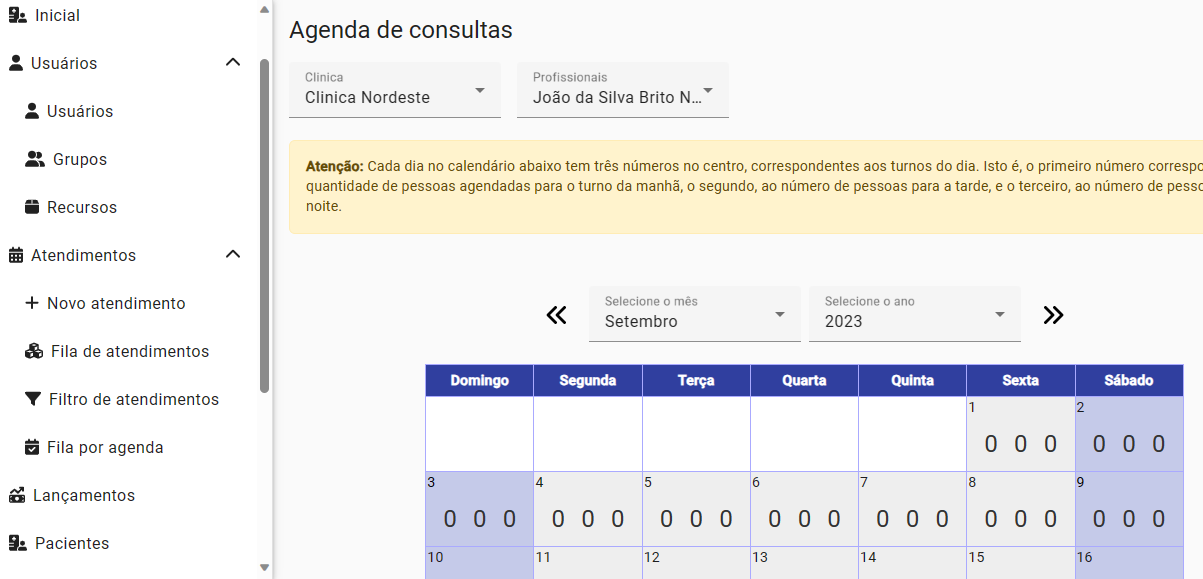 Inicial
Usuários
Usuários
Grupos
Recursos
Atendimentos
Novo atendimento
Fila de atendimentos
Filtro de atendimentos
Fila por agenda
Lançamentos
Pacientes
Agenda de consultas
Clinica
Clinica Nordeste
Profissionais
João da Silva Brito N...
Atenção: Cada dia no calendário abaixo tem três números no centro, correspondentes aos turnos do dia. Isto é, o primeiro número correspo
quantidade de pessoas agendadas para o turno da manhã, o segundo, ao número de pessoas para a tarde, e o terceiro, ao número de pesso
noite.
Selecione o mês
Setembro
Selecione o ano
2023
Domingo Segunda Terça Quarta Quinta Sexta Sábado
1 2
0 0 0 0 0 0
3 4 5 6 7 8 9
0 0 0 0 0 0 0 0 0 0 0 0 0 0 0 0 0 0 0 0 0
10 11 12 13 14 15 16